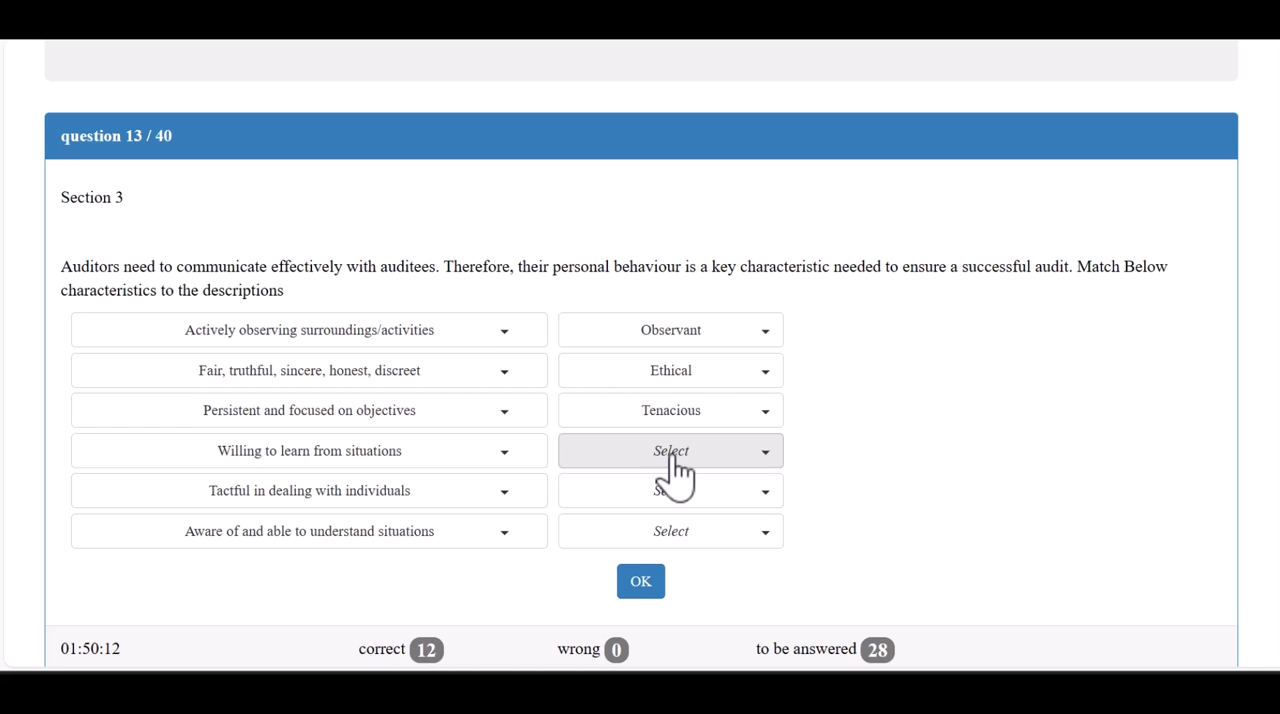 question 13 / 40
Section 3
Auditors need to communicate effectively with auditees. Therefore, their personal behaviour is a key characteristic needed to ensure a successful audit. Match Below
characteristics to the descriptions
Actively observing surroundings/activities Observant
Fair, truthful, sincere, honest, discreet Ethical
Persistent and focused on objectives Tenacious
Willing to learn from situations Select
Tactful in dealing with individuals
Aware of and able to understand situations Select
OK
01:50:12 correct 12 wrong 0 to be answered 28